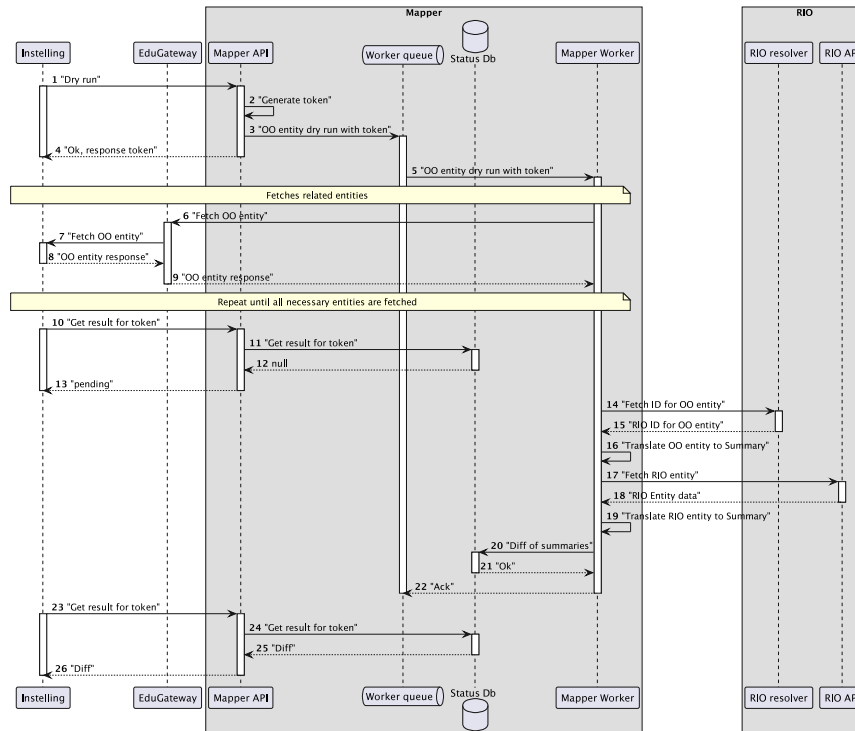 Mapper
RIO
Instelling
EduGateway
Mapper API
Worker queue
Status Db
Mapper Worker
RIO resolver
RIO AP
1 "Dry run"
2 "Generate token"
3 "OO entity dry run with token"
4 "Ok, response token"
5 "OO entity dry run with token"
Fetches related entities
6 "Fetch OO entity"
7 "Fetch OO entity"
8 "OO entity response"
9 "OO entity response"
Repeat until all necessary entities are fetched
10 "Get result for token"
11 "Get result for token"
12 null
13 "pending"
14 "Fetch ID for OO entity"
15 "RIO ID for OO entity"
16 "Translate OO entity to Summary"
17 "Fetch RIO entity"
18 "RIO Entity data"
19 "Translate RIO entity to Summary"
20 "Diff of summaries"
21 "Ok"
22 "Ack"
23 "Get result for token"
24 "Get result for token"
25 "Diff"
26 "Diff"
Instelling
EduGateway
Mapper API
Worker queue
Status Db
Mapper Worker
RIO resolver
RIO AP